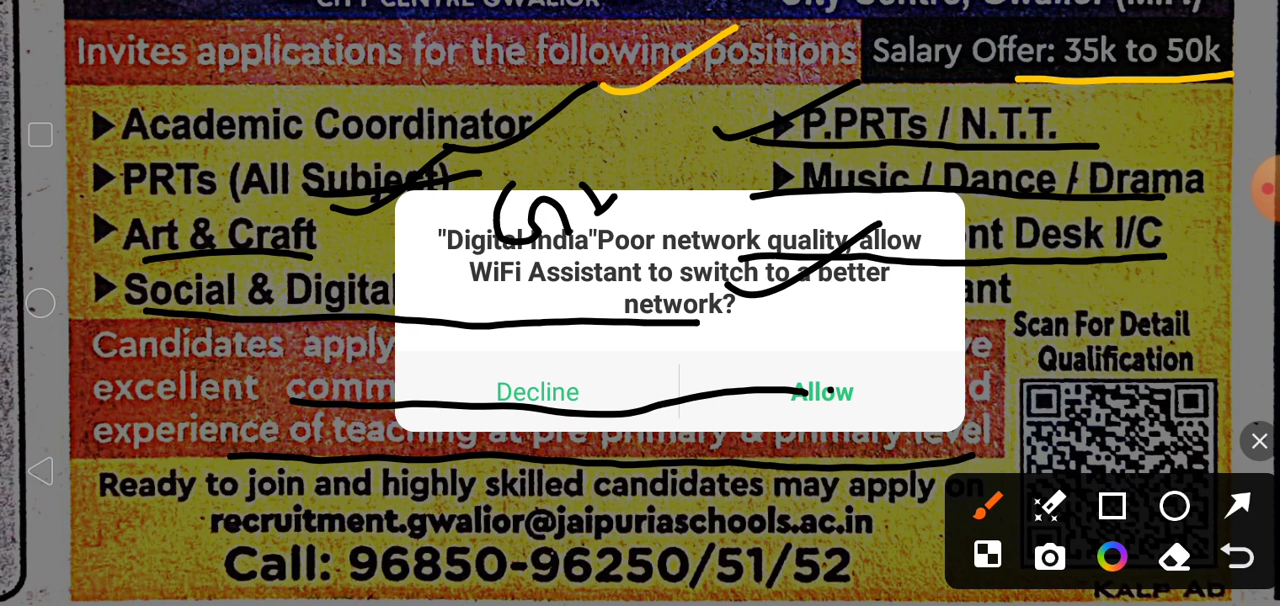 CITY CENTRE GWALIOR
City Centre, Gwalior (M.P.)
Invites applications for the following positions
Salary Offer: 35k to 50k
▶Academic Coordinator
▶P.PRTs / N.T.T.
▶PRTs (All Subject)
▶Music / Dance / Drama
▶Art & Craft
nt Desk I/C
▶Social & Digital
ant
"Digital India"Poor network quality, allow
WiFi Assistant to switch to a better
network?
Decline
Allow
Candidates apply
ve
excellent comm
d
experience of teaching at pre primary & primary level
Scan For Detail
Qualification
Ready to join and highly skilled candidates may apply on
recruitment.gwalior@jaipuriaschools.ac.in
Call: 96850-96250/51/52
KALP AD